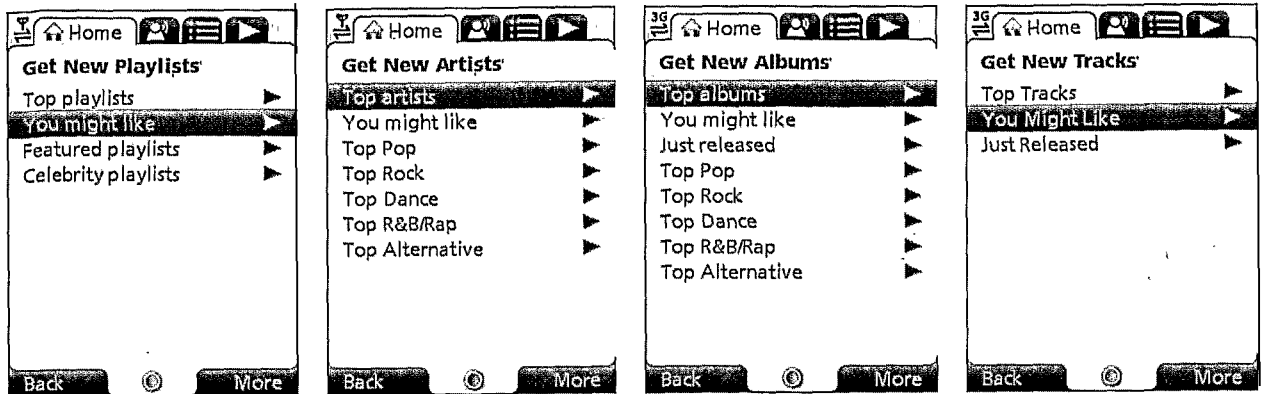 Home
Get New Playlists
Top playlists
You might like
Featured playlists
Celebrity playlists
Back More
Home
Get New Artists
Top artists
You might like
Top Pop
Top Rock
Top Dance
Top R&B/Rap
Top Alternative
Back More
3G Home
Get New Albums
Top albums
You might like
Just released
Top Pop
Top Rock
Top Dance
Top R&B/Rap
Top Alternative
Back More
3G Home
Get New Tracks
Top Tracks
You Might Like
Just Released
Back More